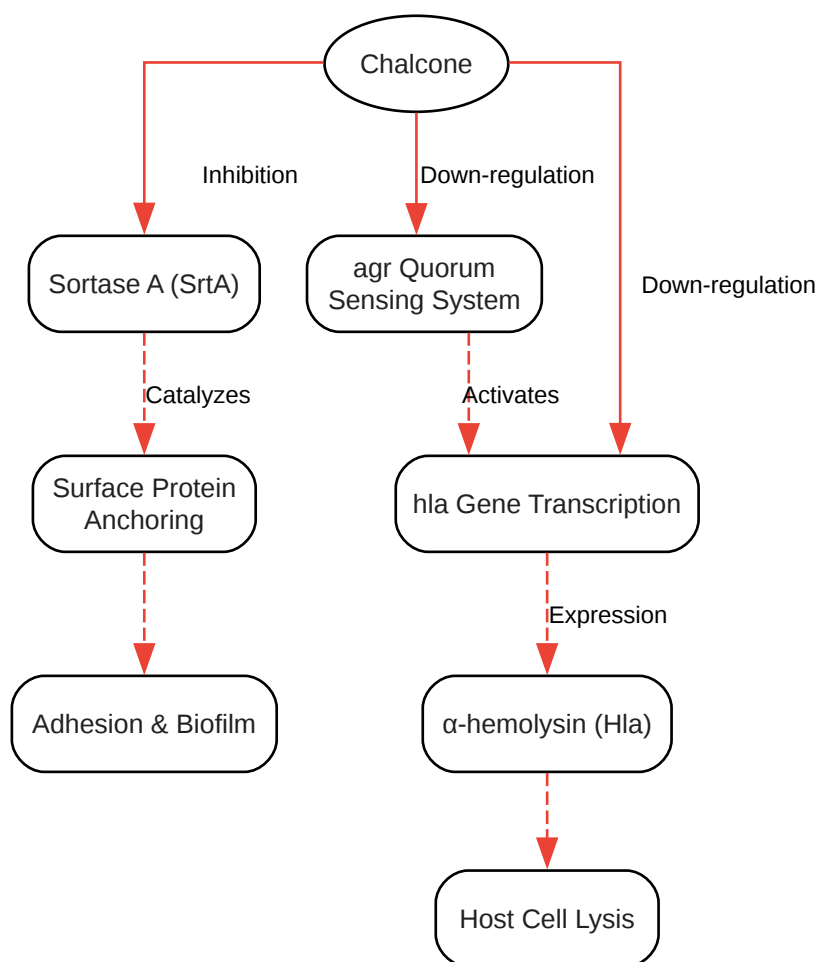 Chalcone
Inhibition
Down-regulation
Sortase A (SrtA)
agr Quorum
Sensing System
Down-regulation
Catalyzes
Activates
Surface Protein
Anchoring
hla Gene Transcription
Expression
Adhesion & Biofilm
α-hemolysin (Hla)
Host Cell Lysis